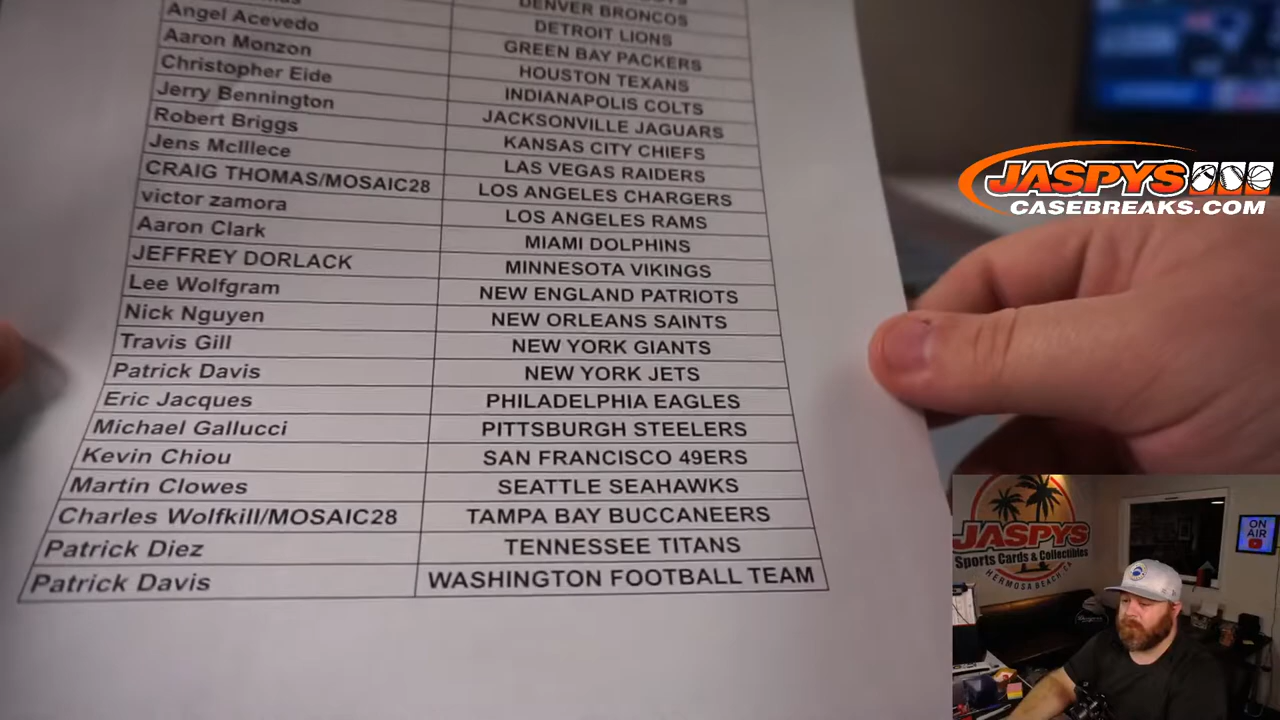 DENVER BRONCOS
Angel Acevedo DETROIT LIONS
Aaron Monzon GREEN BAY PACKERS
Christopher Eide HOUSTON TEXANS
Jerry Bennington INDIANAPOLIS COLTS
Robert Briggs JACKSONVILLE JAGUARS
Jens McIllece KANSAS CITY CHIEFS
CRAIG THOMAS/MOSAIC28 LAS VEGAS RAIDERS
victor zamora LOS ANGELES CHARGERS
Aaron Clark LOS ANGELES RAMS
JEFFREY DORLACK MIAMI DOLPHINS
Lee Wolfgram MINNESOTA VIKINGS
Nick Nguyen NEW ENGLAND PATRIOTS
Travis Gill NEW ORLEANS SAINTS
Patrick Davis NEW YORK GIANTS
Eric Jacques NEW YORK JETS
Michael Gallucci PHILADELPHIA EAGLES
Kevin Chiou PITTSBURGH STEELERS
Martin Clowes SAN FRANCISCO 49ERS
Charles Wolfkill/MOSAIC28 SEATTLE SEAHAWKS
Patrick Diez TAMPA BAY BUCCANEERS
Patrick Davis TENNESSEE TITANS
WASHINGTON FOOTBALL TEAM
JASPYS
CASEBREAKS.COM
JASPYS
Sports Cards & Collectibles
HERMOSA BEACH, CA
ON
AIR